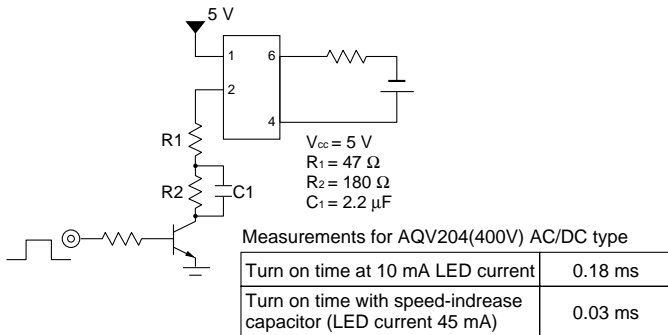 5 V
1
6
2
4
R1
R2
C1
Vcc = 5 V
R1 = 47 Ω
R2 = 180 Ω
C1 = 2.2 μF
Measurements for AQV204(400V) AC/DC type
Turn on time at 10 mA LED current 0.18 ms
Turn on time with speed-indrease
capacitor (LED current 45 mA) 0.03 ms